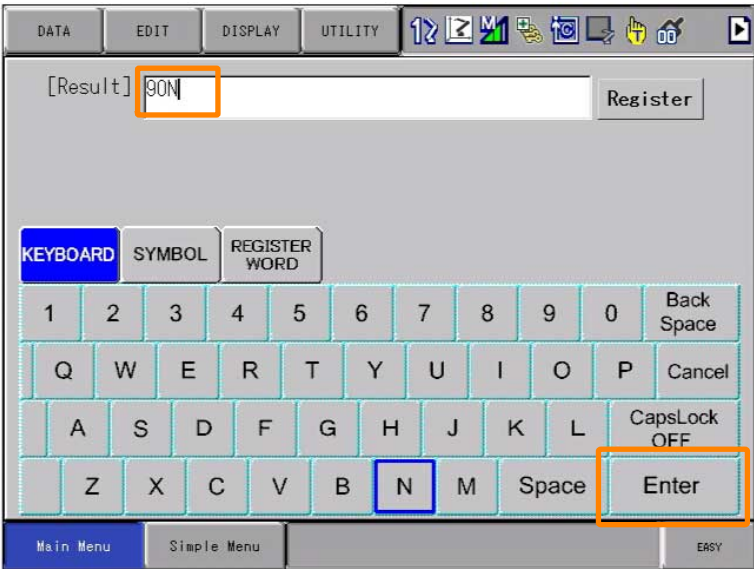 DATA EDIT DISPLAY UTILITY
[Result] 90N Register
KEYBOARD SYMBOL REGISTER WORD
1 2 3 4 5 6 7 8 9 0 Back Space
Q W E R T Y U I O P Cancel
A S D F G H J K L CapsLock OFF
Z X C V B N M Space Enter
Main Menu Simple Menu EASY